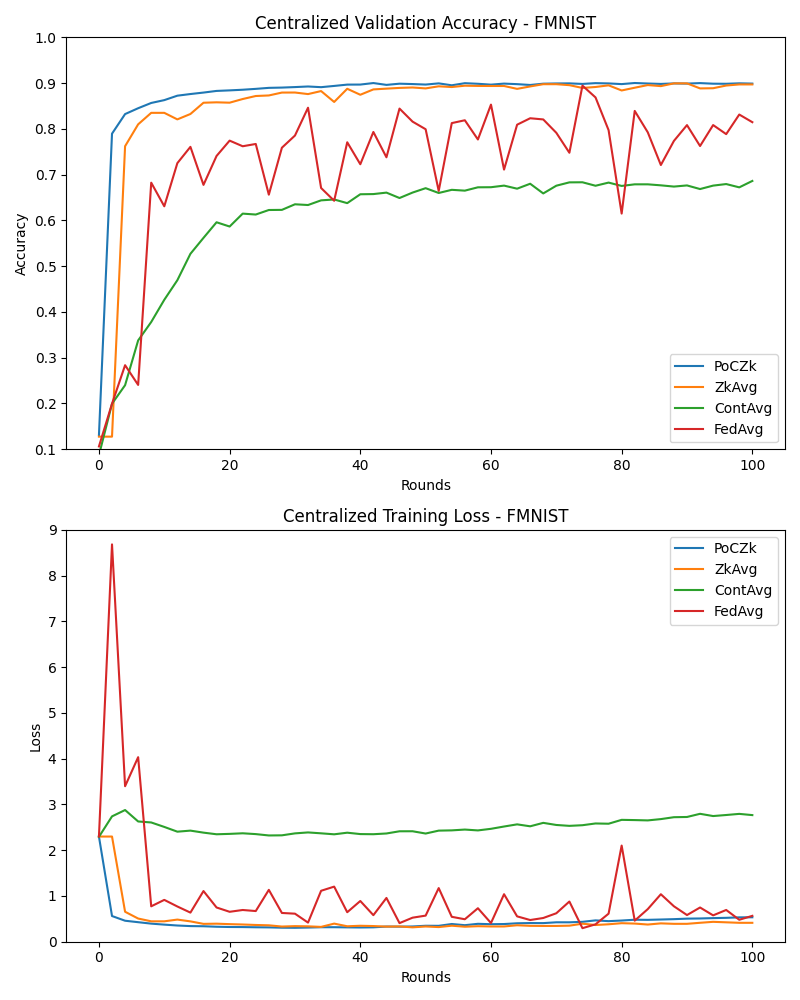 Centralized Validation Accuracy - FMNIST
1.0
0.9
0.8
0.7
0.6
0.5
0.4
0.3
0.2
0.1
Accuracy
0 20 40 60 80 100
Rounds
PoCZk
ZkAvg
ContAvg
FedAvg
Centralized Training Loss - FMNIST
9
8
7
6
5
4
3
2
1
0
Loss
0 20 40 60 80 100
Rounds
PoCZk
ZkAvg
ContAvg
FedAvg